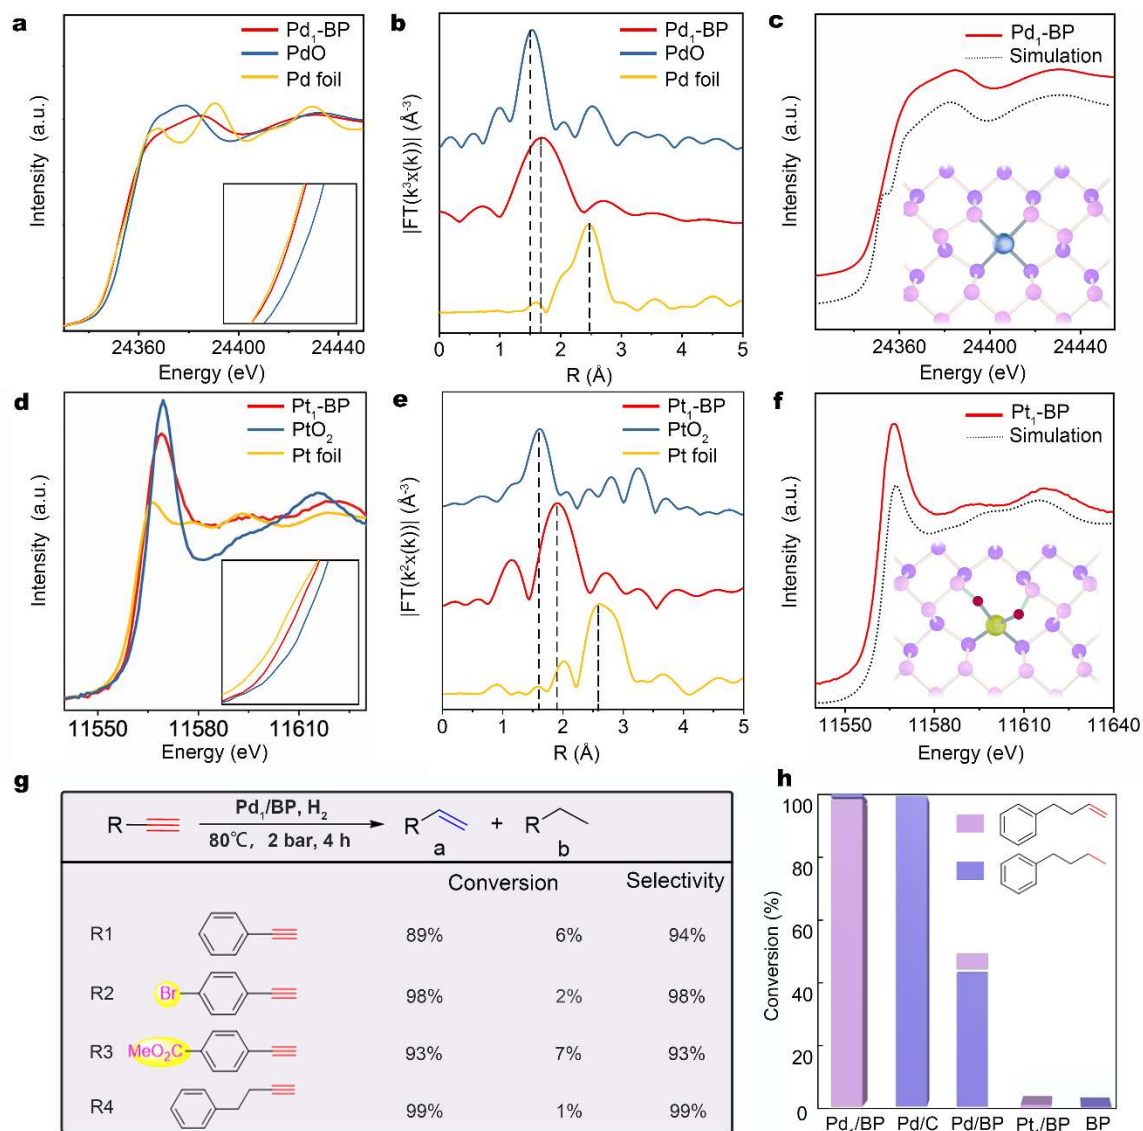 a
Pd₁-BP
PdO
Pd foil
Intensity (a.u.)
24360 24400 24440
Energy (eV)
b
Pd₁-BP
PdO
Pd foil
|FT(k³χ(k))| (Å⁻³)
0 1 2 3 4 5
R (Å)
c
Pd₁-BP
Simulation
Intensity (a.u.)
24360 24400 24440
Energy (eV)
d
Pt₁-BP
PtO₂
Pt foil
Intensity (a.u.)
11550 11580 11610
Energy (eV)
e
Pt₁-BP
PtO₂
Pt foil
|FT(k²χ(k))| (Å⁻³)
0 1 2 3 4 5
R (Å)
f
Pt₁-BP
Simulation
Intensity (a.u.)
11550 11580 11610 11640
Energy (eV)
g
Pd₁/BP, H₂
R
80℃, 2 bar, 4 h
R + R
a b
Conversion Selectivity
R1 89% 6% 94%
R2 Br 98% 2% 98%
R3 MeO₂C 93% 7% 93%
R4 99% 1% 99%
h
Conversion (%)
100
80
60
40
20
0
Pd₁/BP Pd/C Pd/BP Pt₁/BP BP